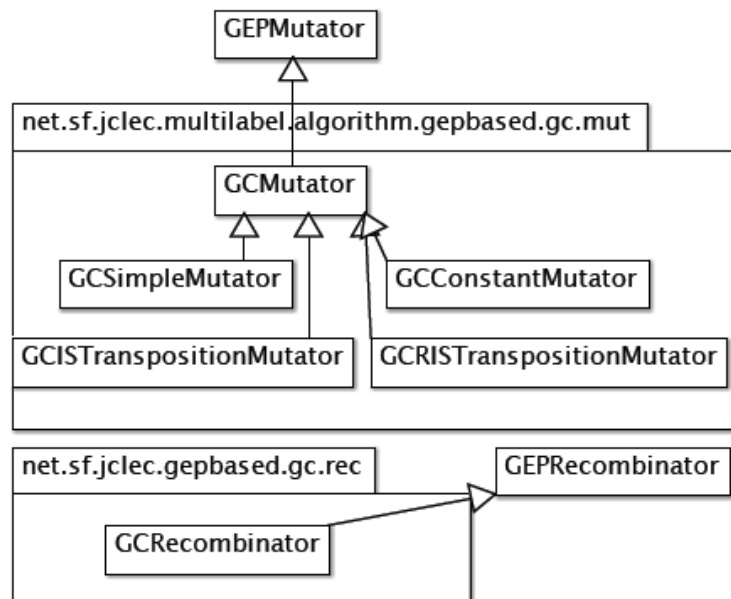 GEPMutator
net.sf.jclec.multilabel.algorithm.gepbased.gc.mut
GCMutator
GCSimpleMutator
GCConstantMutator
GCISTranspositionMutator
GCRISTranspositionMutator
net.sf.jclec.gepbased.gc.rec
GEPRecombinator
GCRecombinator